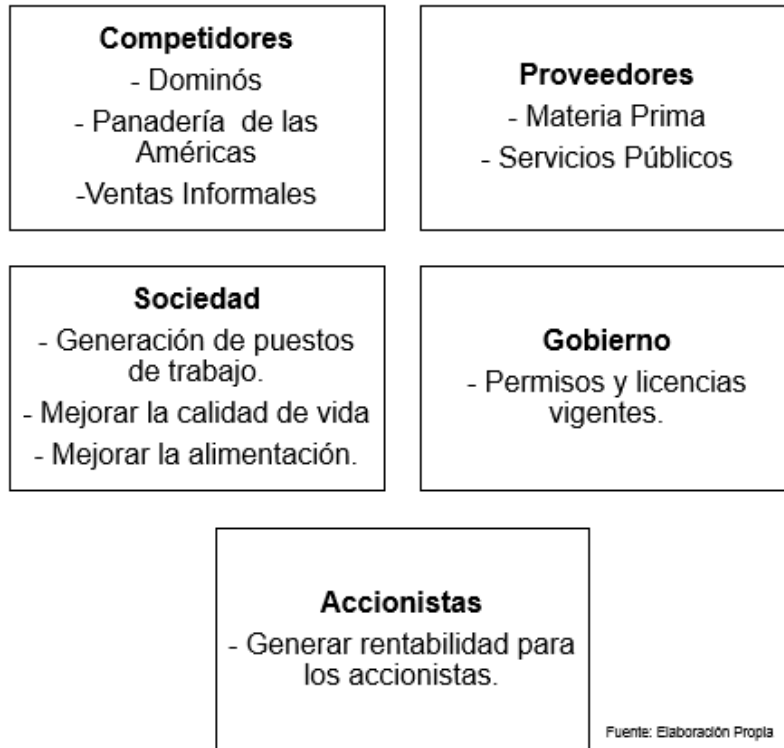 Competidores
- Dominós
- Panadería de las
Américas
-Ventas Informales
Proveedores
- Materia Prima
- Servicios Públicos
Sociedad
- Generación de puestos
de trabajo.
- Mejorar la calidad de vida
- Mejorar la alimentación.
Gobierno
- Permisos y licencias
vigentes.
Accionistas
- Generar rentabilidad para
los accionistas.
Fuente: Elaboración Propia